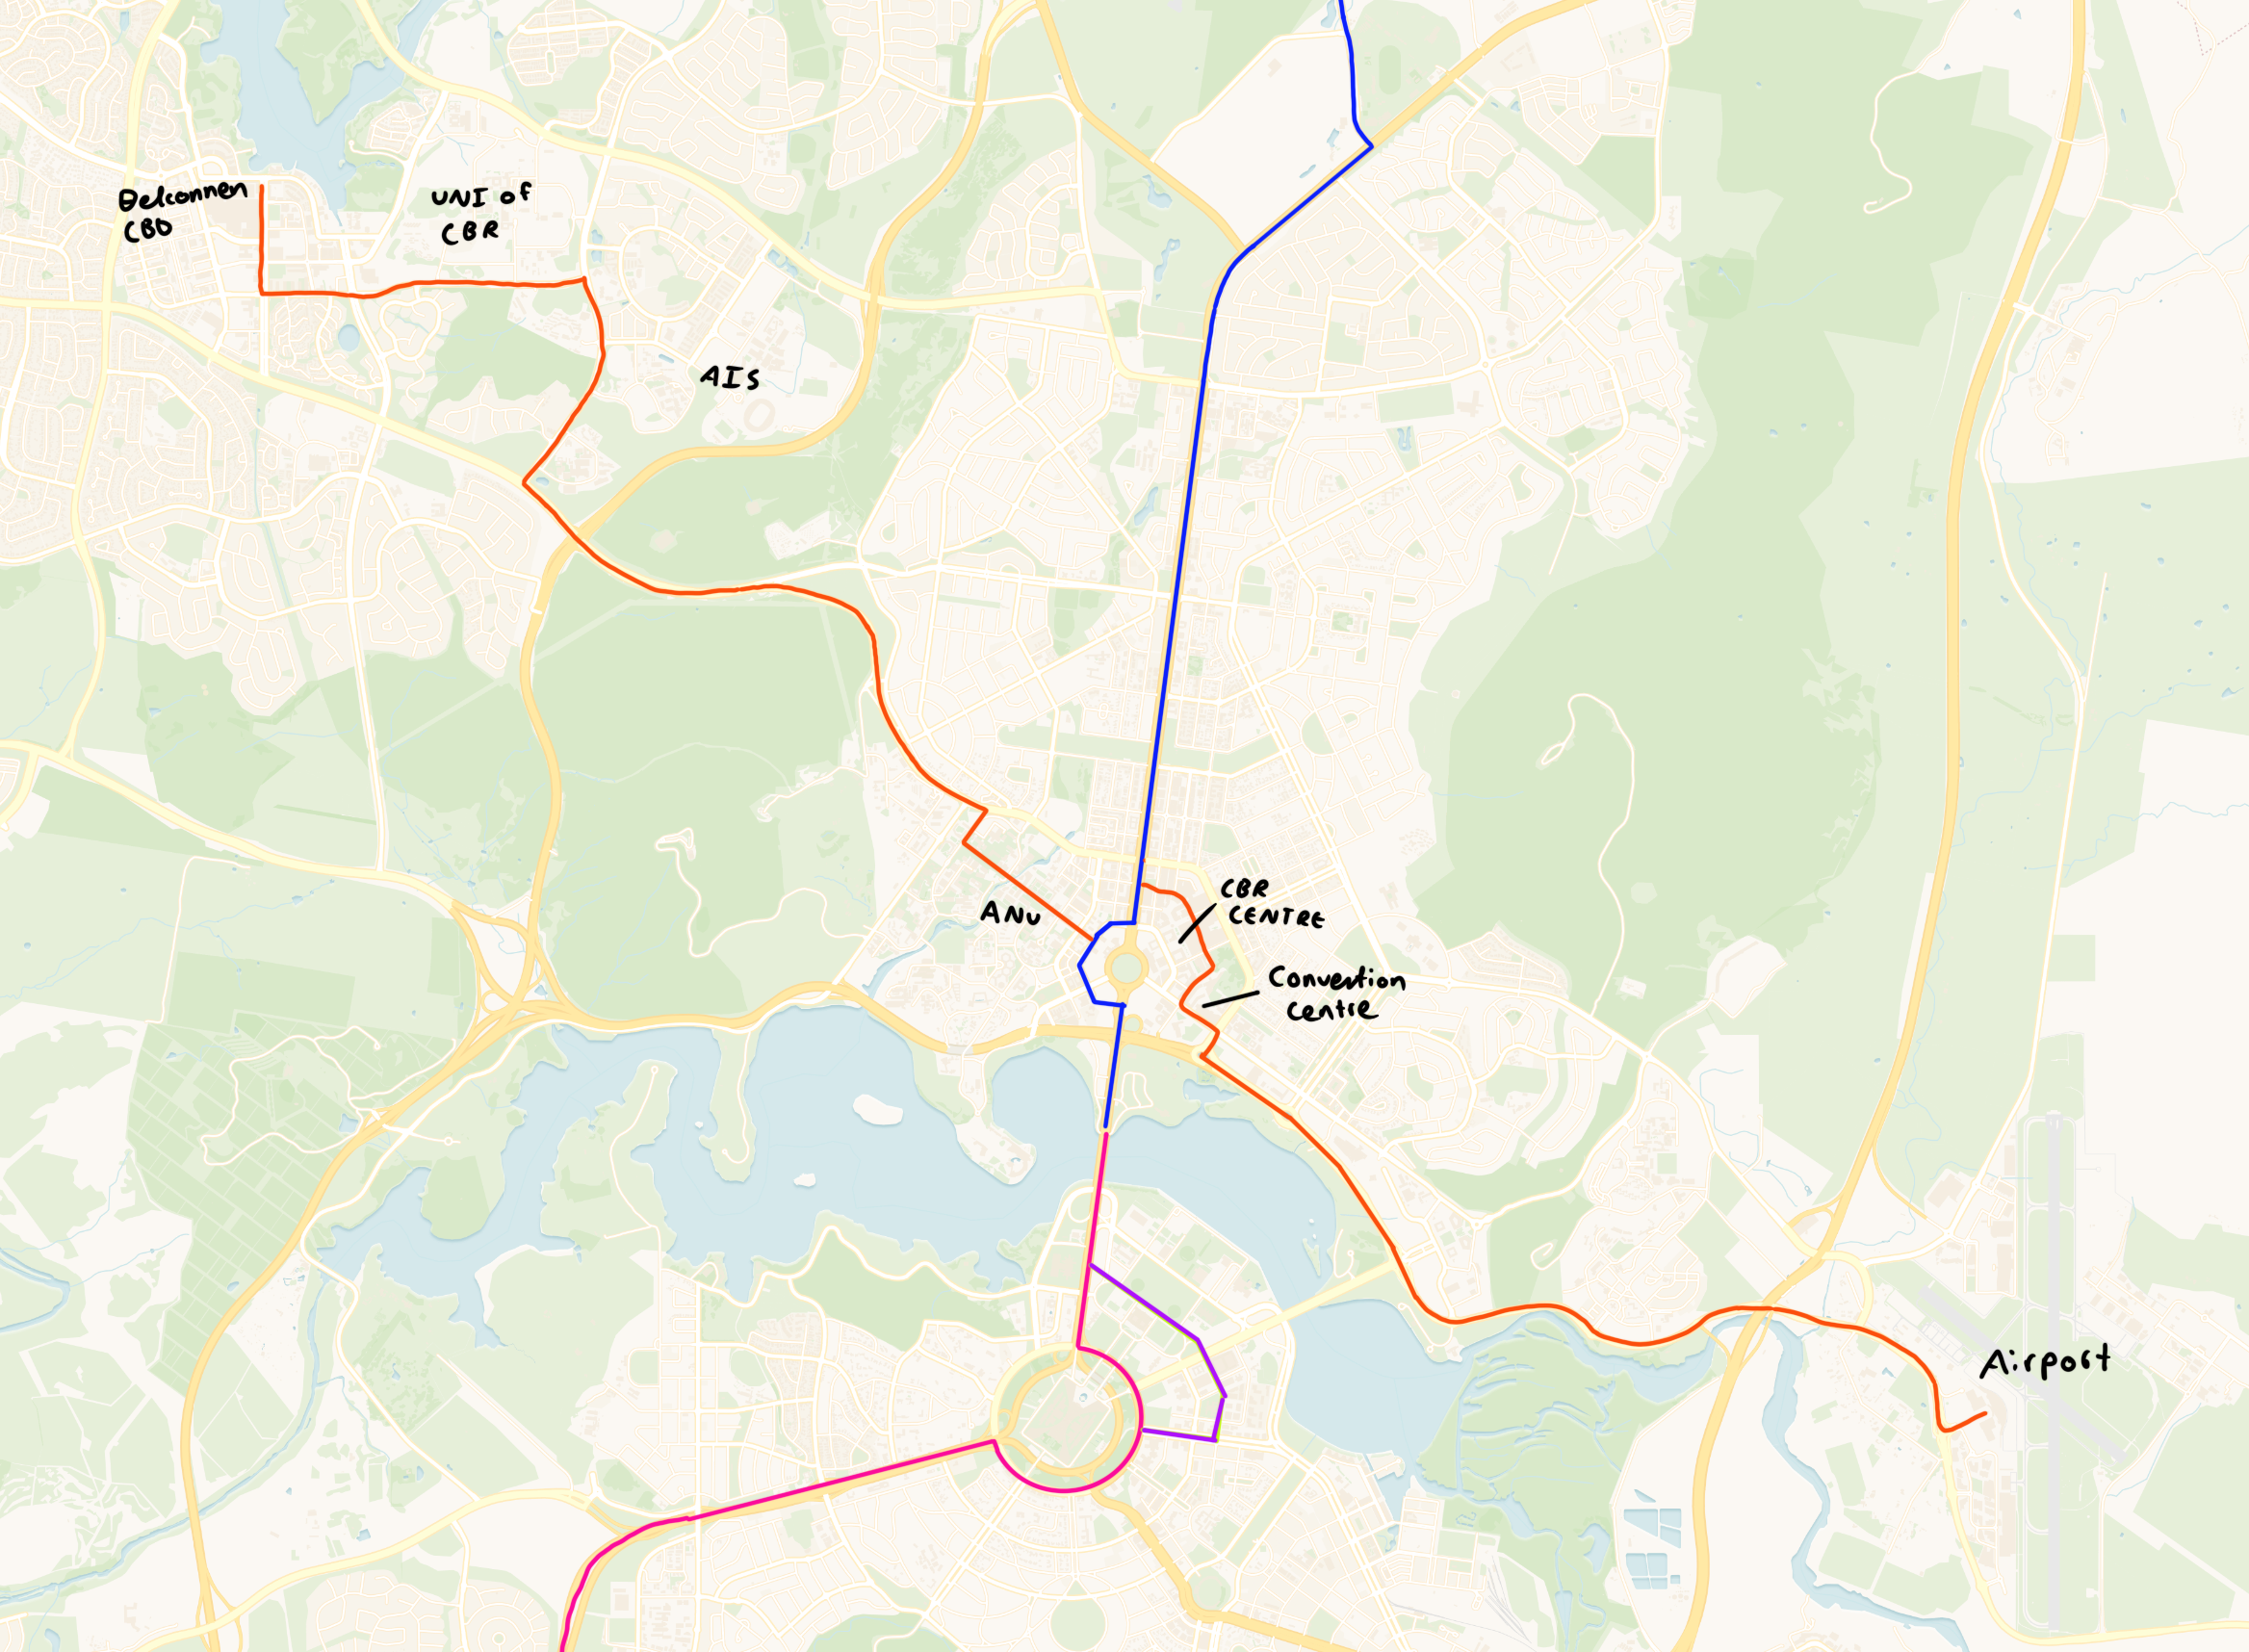 Belconnen
CBD
UNI of
CBR
AIS
ANU
CBR
CENTRE
Convention
Centre
Airport